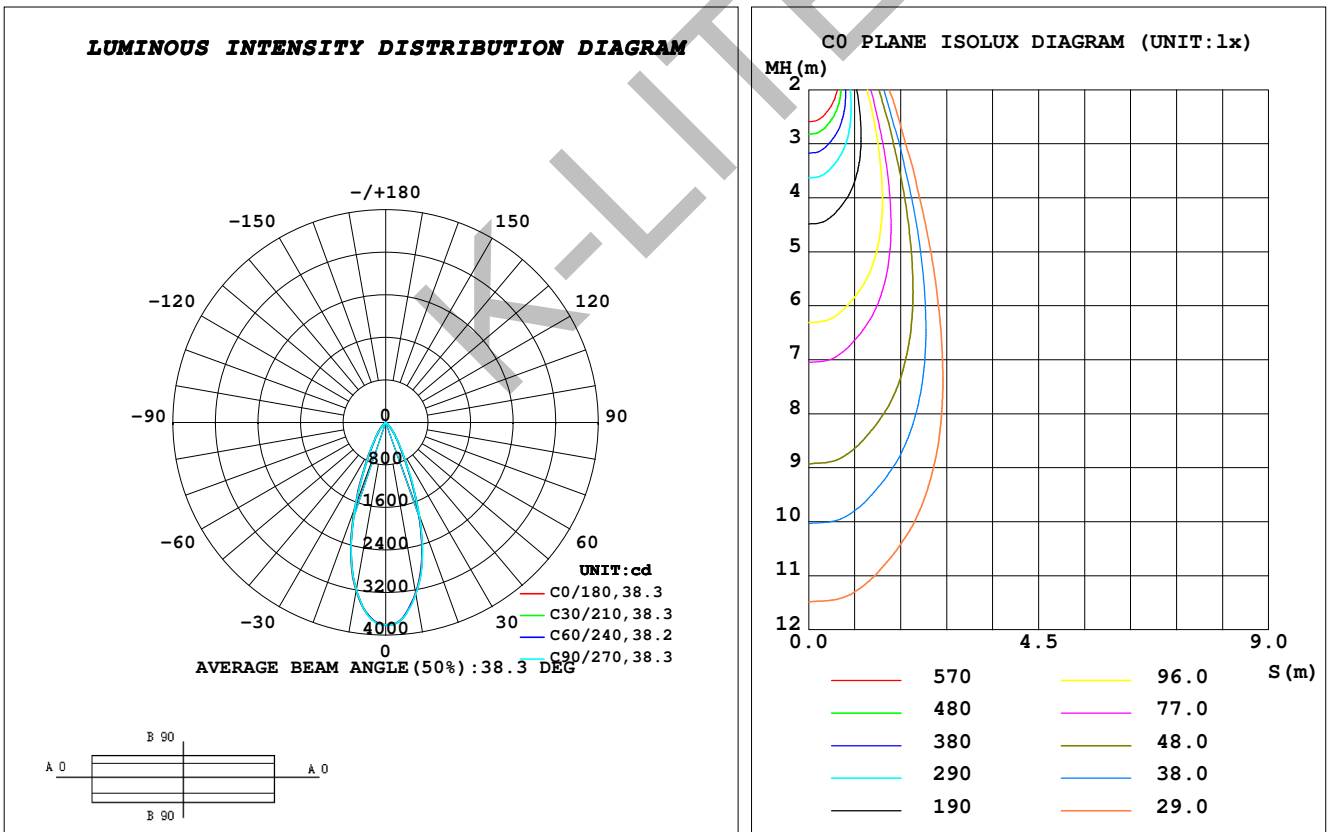 LUMINOUS INTENSITY DISTRIBUTION DIAGRAM
-/+180
-150
150
-120
120
-90
90
-60
60
-30
30
0
0
800
1600
2400
3200
4000
UNIT:cd
C0/180,38.3
C30/210,38.3
C60/240,38.2
C90/270,38.3
AVERAGE BEAM ANGLE(50%):38.3 DEG
B 90
A 0
A 0
B 90
C0 PLANE ISOLUX DIAGRAM (UNIT:lx)
MH(m)
2
3
4
5
6
7
8
9
10
11
12
0.0
4.5
9.0
S(m)
570
480
380
290
190
96.0
77.0
48.0
38.0
29.0
K-LITE